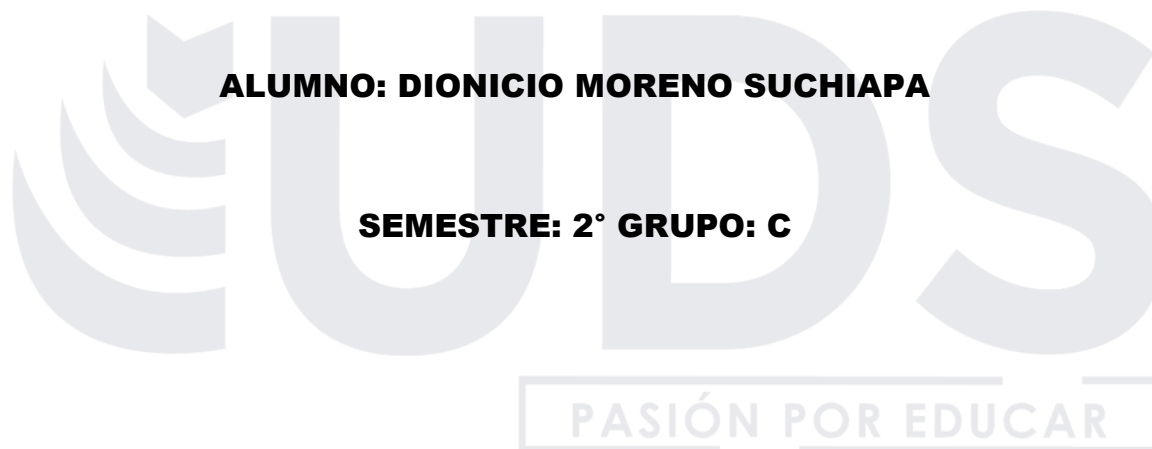 UDS
ALUMNO: DIONICIO MORENO SUCHIAPA
SEMESTRE: 2° GRUPO: C
PASIÓN POR EDUCAR